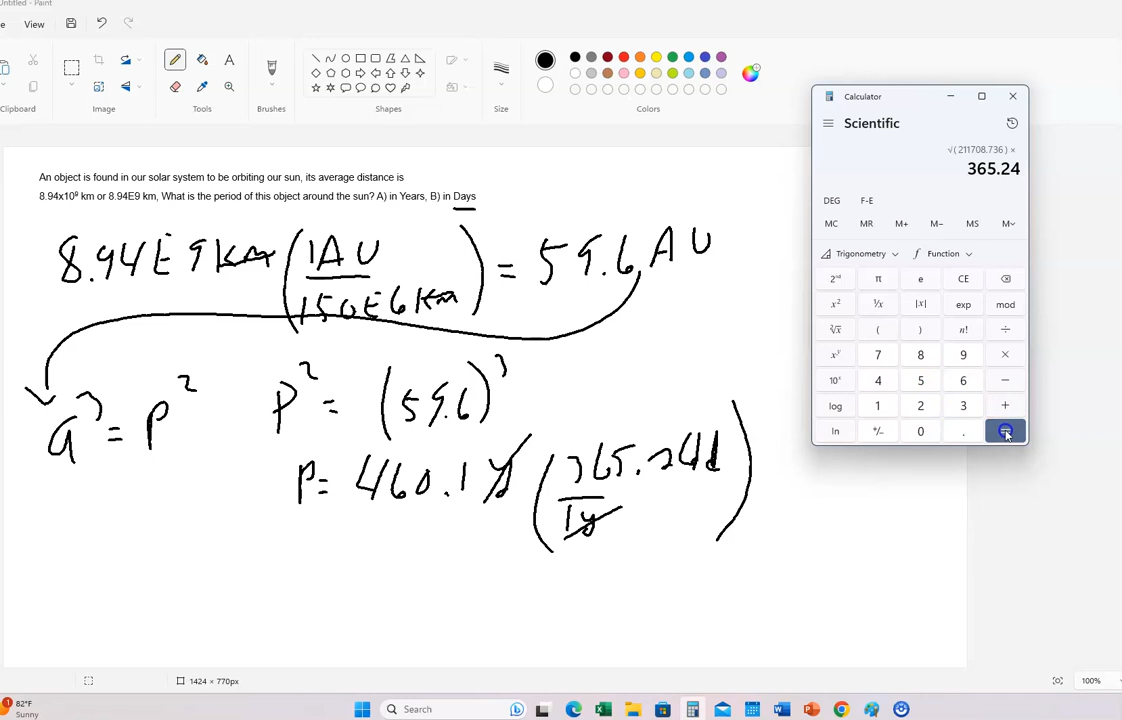 Untitled - Paint
View
Clipboard
Image
Tools
Brushes
Shapes
Size
Colors
An object is found in our solar system to be orbiting our sun, its average distance is
8.94x10⁹ km or 8.94E9 km, What is the period of this object around the sun? A) in Years, B) in Days
8.94E9km (1AU / 150E6km) = 59.6 AU
a³ = P² P² = (59.6)³
P = 460.1 y (365.24d / 1y)
Calculator
Scientific
√(211708.736) ×
365.24
DEG F-E
MC MR M+ M− MS M
Trigonometry Function
2ⁿᵈ π e CE
x² ¹/x |x| exp mod
²√x ( ) n! ÷
xʸ 7 8 9 ×
10ˣ 4 5 6 −
log 1 2 3 +
ln +/− 0 . =
1424 × 770px
100%
1
82°F
Sunny
Search